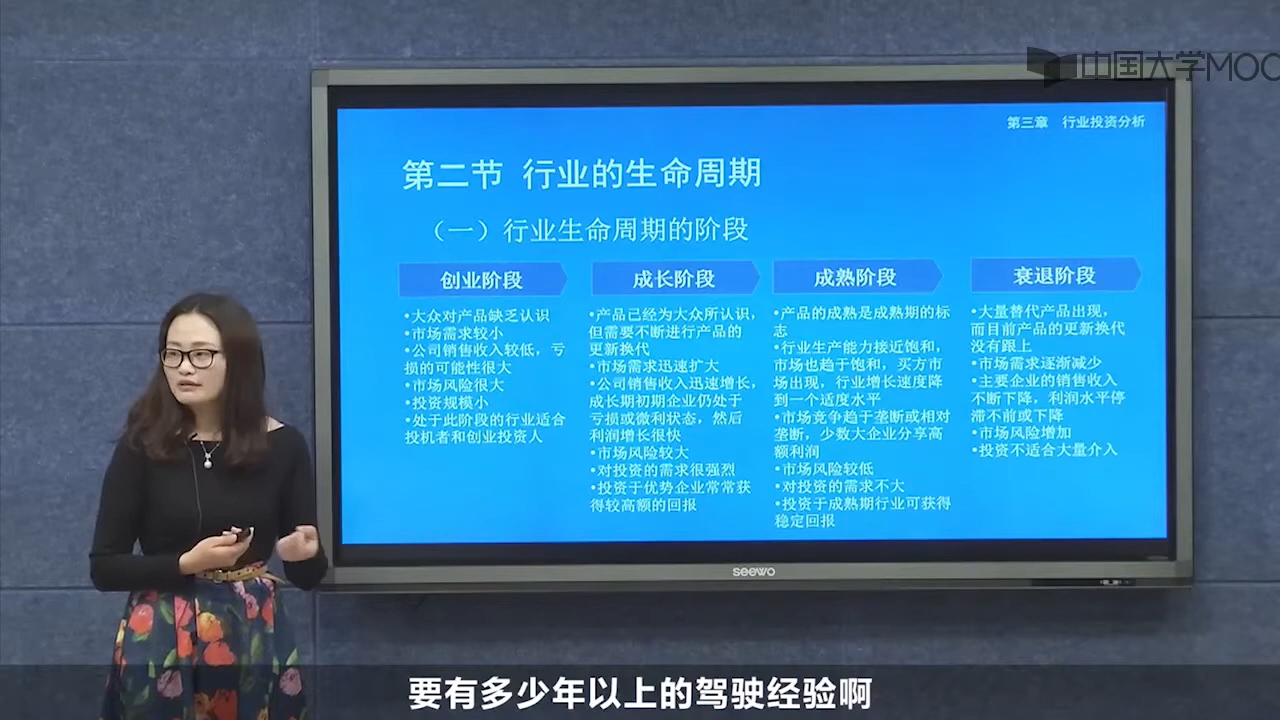 中国大学MOC
第三章 行业投资分析
第二节 行业的生命周期
（一）行业生命周期的阶段
创业阶段
•大众对产品缺乏认识
•市场需求较小
•公司销售收入较低，亏
损的可能性很大
•市场风险很大
•投资规模小
•处于此阶段的行业适合
投机者和创业投资人
成长阶段
•产品已经为大众所认识，
但需要不断进行产品的
更新换代
•市场需求迅速扩大
•公司销售收入迅速增长，
成长期初期企业仍处于
亏损或微利状态，然后
利润增长很快
•市场风险较大
•对投资的需求很强烈
•投资于优势企业常常获
得较高额的回报
成熟阶段
•产品的成熟是成熟期的标
志
•行业生产能力接近饱和，
市场也趋于饱和，买方市
场出现，行业增长速度降
到一个适度水平
•市场竞争趋于垄断或相对
垄断，少数大企业分享高
额利润
•市场风险较低
•对投资的需求不大
•投资于成熟期行业可获得
稳定回报
衰退阶段
•大量替代产品出现，
而目前产品的更新换代
没有跟上
•市场需求逐渐减少
•主要企业的销售收入
不断下降，利润水平停
滞不前或下降
•市场风险增加
•投资不适合大量介入
seewo
要有多少年以上的驾驶经验啊